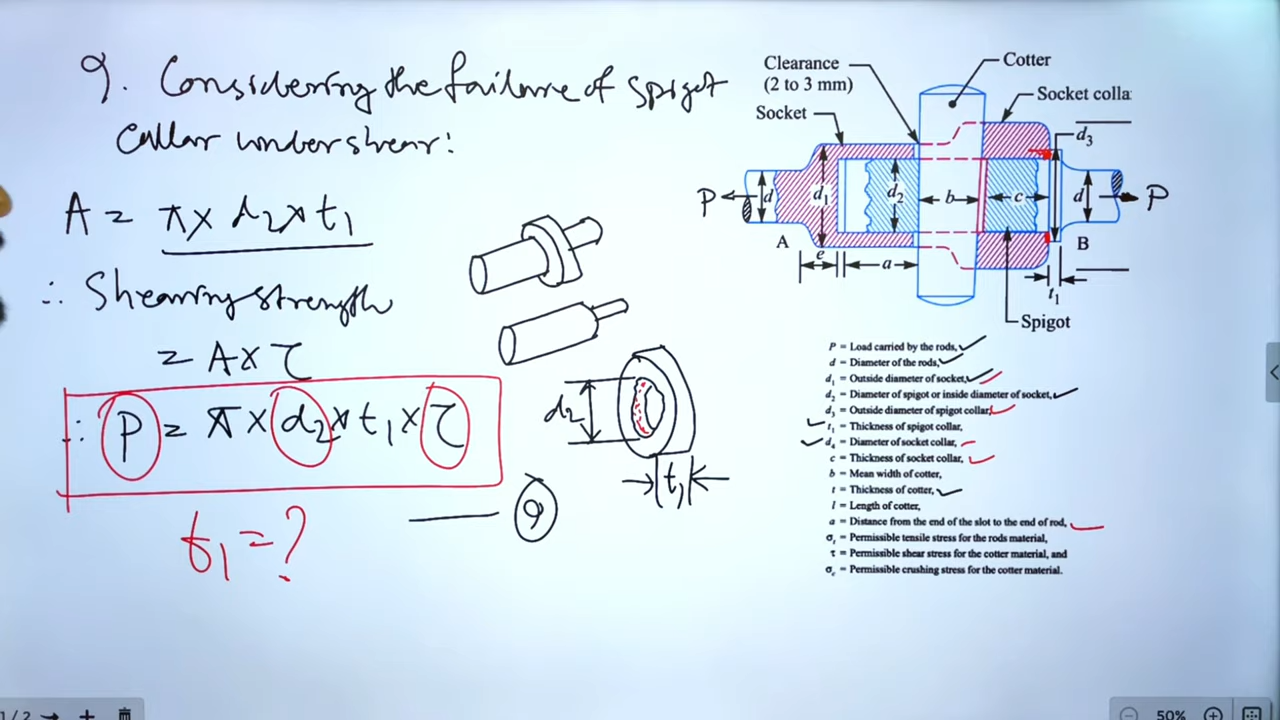 9. Considering the failure of spigot
Collar under shear:
A = π × d2 × t1
∴ Shearing strength
= A × τ
∴ P = π × d2 × t1 × τ
9
t1 = ?
d2
t1
Clearance
(2 to 3 mm)
Socket
Cotter
Socket colla
d3
P
d
d1
d2
b
c
d
P
A
B
e
a
t1
Spigot
P = Load carried by the rods,
d = Diameter of the rods,
d1 = Outside diameter of socket,
d2 = Diameter of spigot or inside diameter of socket,
d3 = Outside diameter of spigot collar,
t1 = Thickness of spigot collar,
d4 = Diameter of socket collar,
c = Thickness of socket collar,
b = Mean width of cotter,
t = Thickness of cotter,
l = Length of cotter,
a = Distance from the end of the slot to the end of rod,
σt = Permissible tensile stress for the rods material,
τ = Permissible shear stress for the cotter material, and
σc = Permissible crushing stress for the cotter material.
1/2
50%